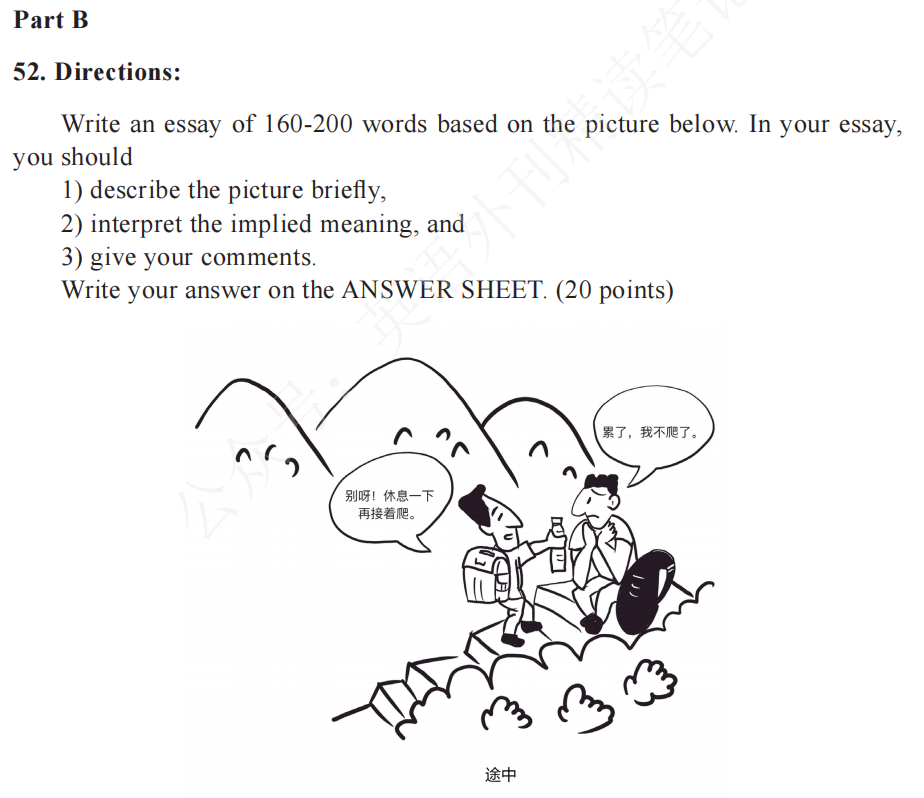 Part B
52. Directions:
Write an essay of 160-200 words based on the picture below. In your essay,
you should
1) describe the picture briefly,
2) interpret the implied meaning, and
3) give your comments.
Write your answer on the ANSWER SHEET. (20 points)
累了，我不爬了。
别呀！休息一下
再接着爬。
途中
公众号：英语外刊精读笔记